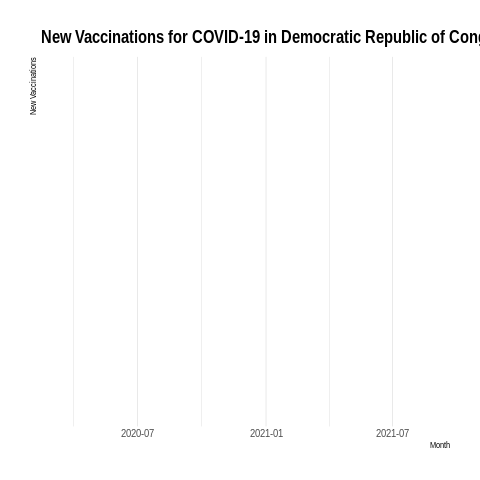 New Vaccinations for COVID-19 in Democratic Republic of Cong
New Vaccinations
2020-07
2021-01
2021-07
Month